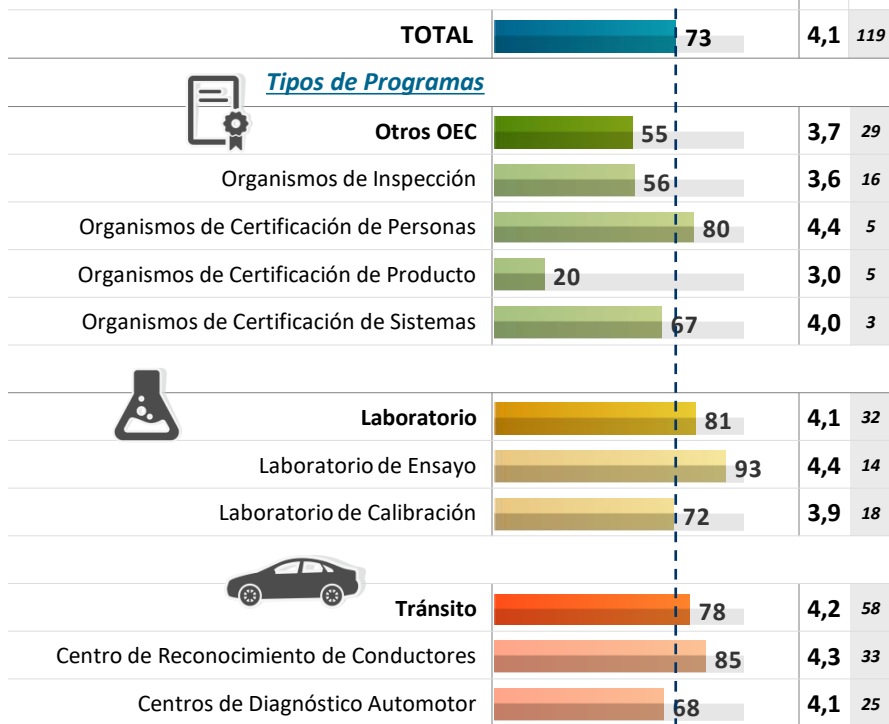 TOTAL 73 4,1 119
Tipos de Programas
Otros OEC 55 3,7 29
Organismos de Inspección 56 3,6 16
Organismos de Certificación de Personas 80 4,4 5
Organismos de Certificación de Producto 20 3,0 5
Organismos de Certificación de Sistemas 67 4,0 3
Laboratorio 81 4,1 32
Laboratorio de Ensayo 93 4,4 14
Laboratorio de Calibración 72 3,9 18
Tránsito 78 4,2 58
Centro de Reconocimiento de Conductores 85 4,3 33
Centros de Diagnóstico Automotor 68 4,1 25